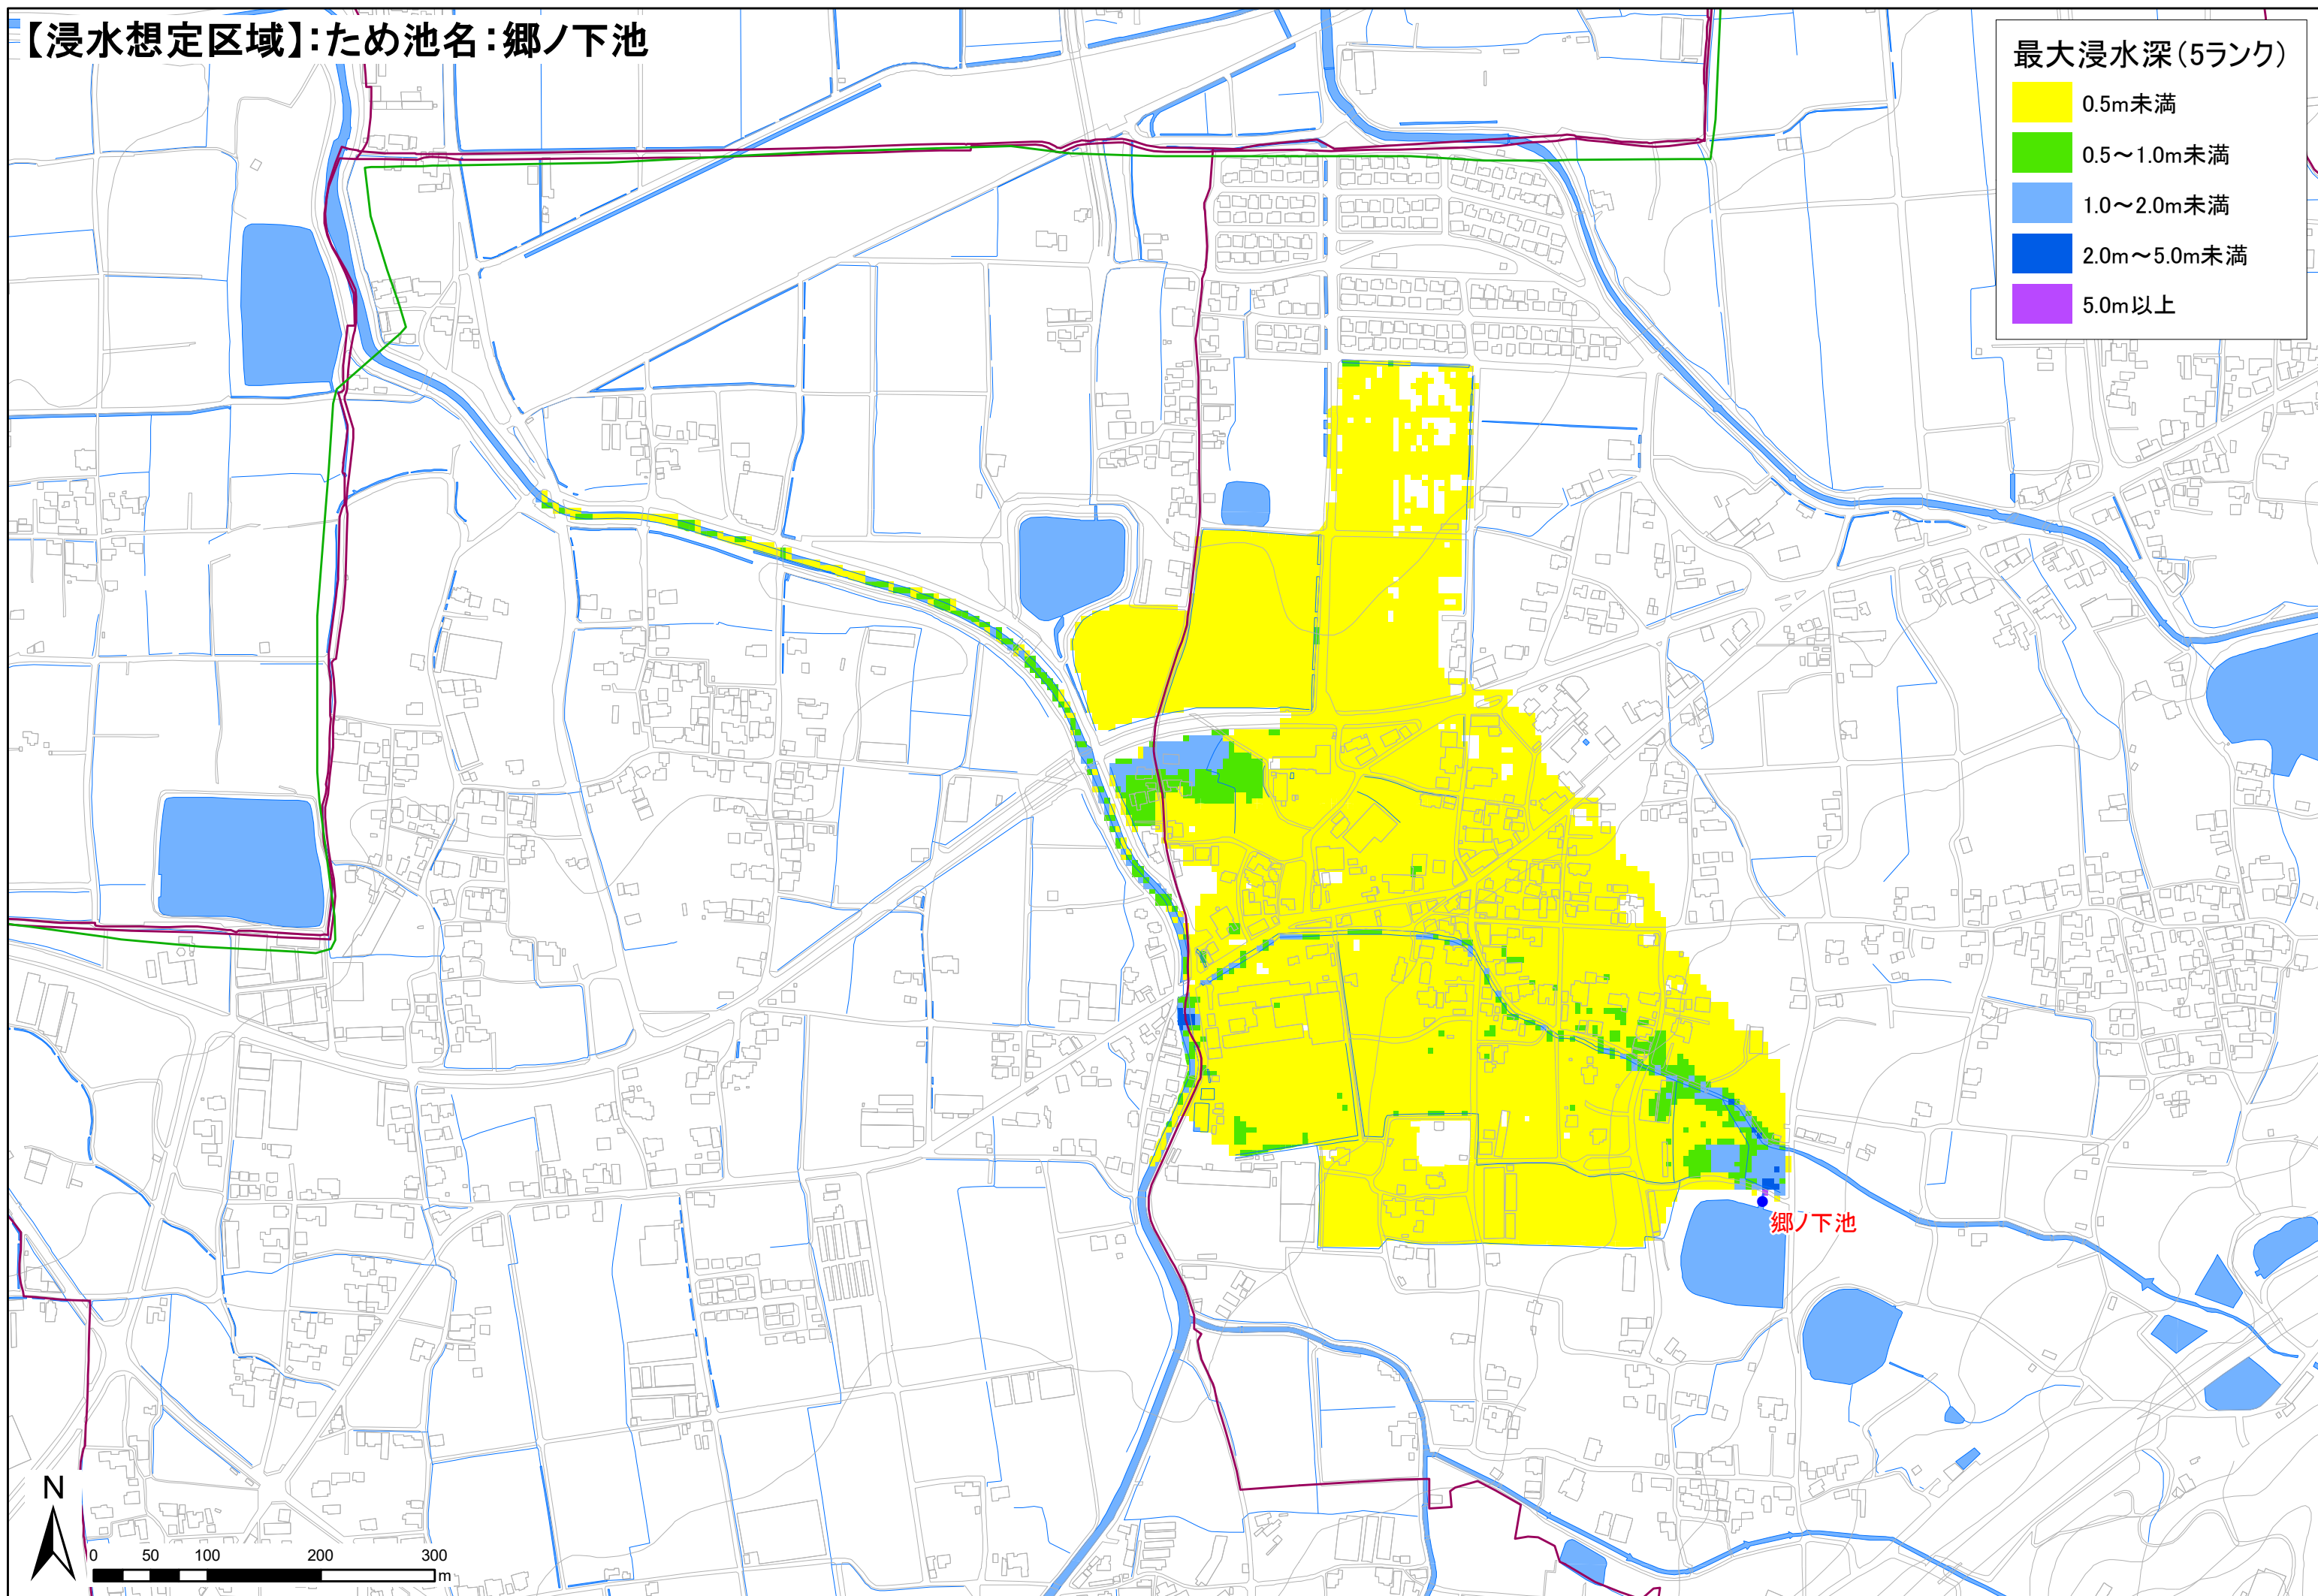 【浸水想定区域】:ため池名:郷ノ下池
最大浸水深(5ランク)
0.5m未満
0.5～1.0m未満
1.0～2.0m未満
2.0m～5.0m未満
5.0m以上
郷ノ下池
N
0 50 100 200 300
m